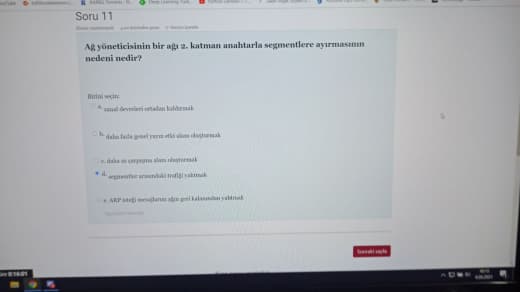 Soru 11
Ağ yöneticisinin bir ağı 2. katman anahtarla segmentlere ayırmasının
nedeni nedir?
Birini seçin:
a. sanal devreleri ortadan kaldırmak
b. daha fazla genel yayın etki alanı oluşturmak
c. daha az çarpışma alanı oluşturmak
d. segmentler arasındaki trafiği yalıtmak
e. ARP isteği mesajlarını ağın geri kalanından yalıtmak
Sonraki sayfa